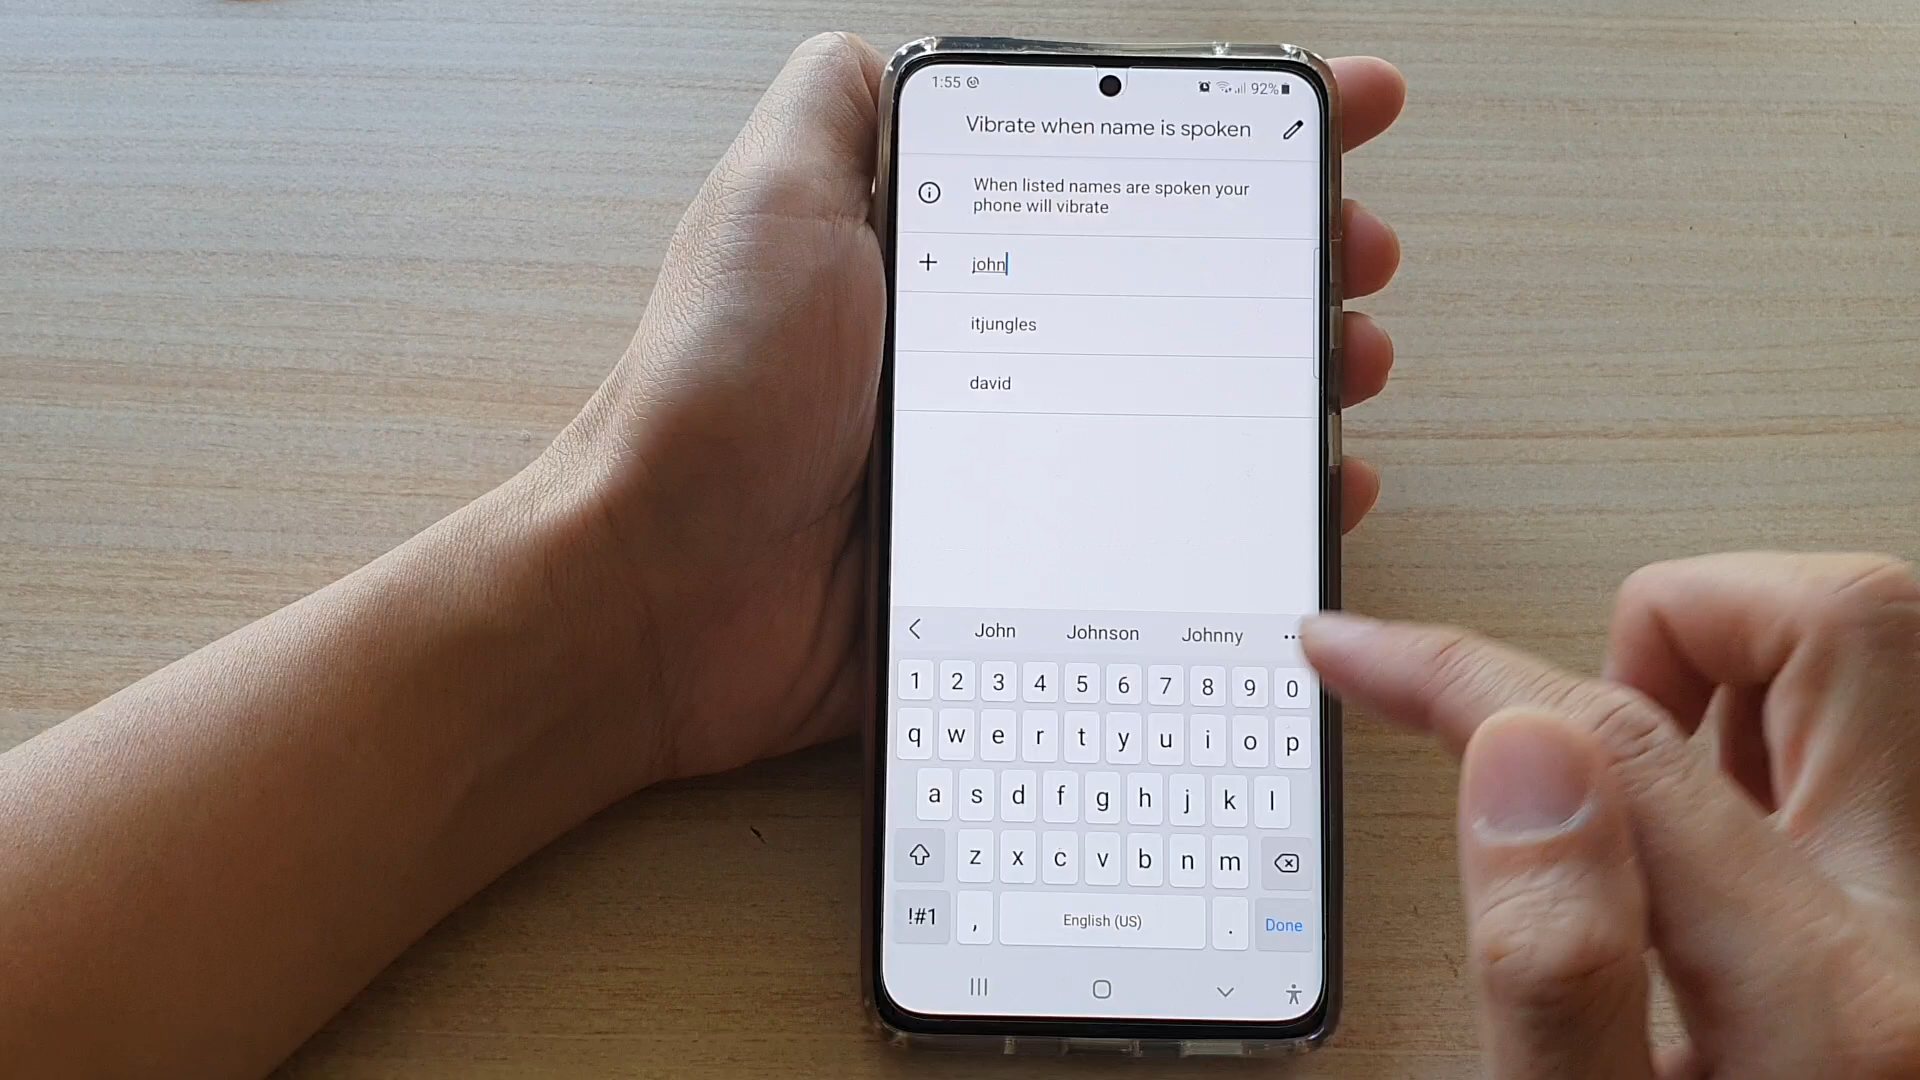 1:55 92%
Vibrate when name is spoken
When listed names are spoken your
phone will vibrate
john
itjungles
david
John Johnson Johnny ...
1 2 3 4 5 6 7 8 9 0
q w e r t y u i o p
a s d f g h j k l
z x c v b n m
!#1 , English (US) . Done